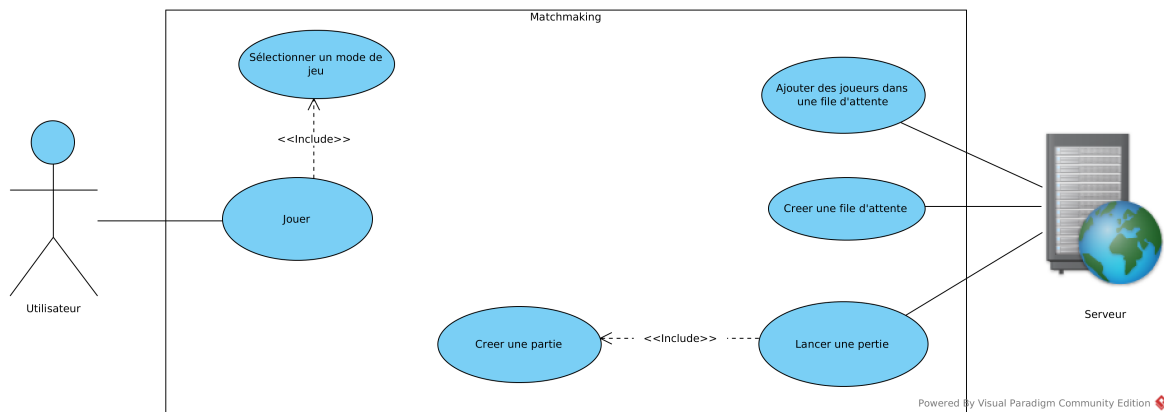 Matchmaking
Sélectionner un mode de
jeu
<<Include>>
Jouer
Utilisateur
Ajouter des joueurs dans
une file d'attente
Creer une file d'attente
Creer une partie
<<Include>>
Lancer une pertie
Serveur
Powered By Visual Paradigm Community Edition